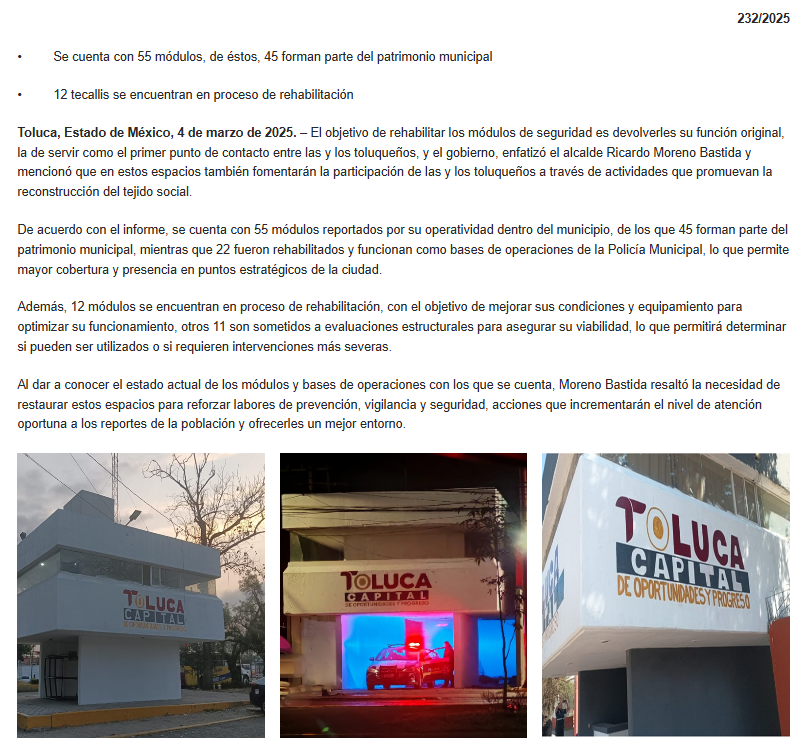 232/2025
• Se cuenta con 55 módulos, de éstos, 45 forman parte del patrimonio municipal
• 12 tecallis se encuentran en proceso de rehabilitación
Toluca, Estado de México, 4 de marzo de 2025. – El objetivo de rehabilitar los módulos de seguridad es devolverles su función original,
la de servir como el primer punto de contacto entre las y los toluqueños, y el gobierno, enfatizó el alcalde Ricardo Moreno Bastida y
mencionó que en estos espacios también fomentarán la participación de las y los toluqueños a través de actividades que promuevan la
reconstrucción del tejido social.
De acuerdo con el informe, se cuenta con 55 módulos reportados por su operatividad dentro del municipio, de los que 45 forman parte del
patrimonio municipal, mientras que 22 fueron rehabilitados y funcionan como bases de operaciones de la Policía Municipal, lo que permite
mayor cobertura y presencia en puntos estratégicos de la ciudad.
Además, 12 módulos se encuentran en proceso de rehabilitación, con el objetivo de mejorar sus condiciones y equipamiento para
optimizar su funcionamiento, otros 11 son sometidos a evaluaciones estructurales para asegurar su viabilidad, lo que permitirá determinar
si pueden ser utilizados o si requieren intervenciones más severas.
Al dar a conocer el estado actual de los módulos y bases de operaciones con los que se cuenta, Moreno Bastida resaltó la necesidad de
restaurar estos espacios para reforzar labores de prevención, vigilancia y seguridad, acciones que incrementarán el nivel de atención
oportuna a los reportes de la población y ofrecerles un mejor entorno.
TOLUCA
CAPITAL
DE OPORTUNIDADES Y PROGRESO
TOLUCA
CAPITAL
DE OPORTUNIDADES Y PROGRESO
TOLUCA
CAPITAL
DE OPORTUNIDADES Y PROGRESO